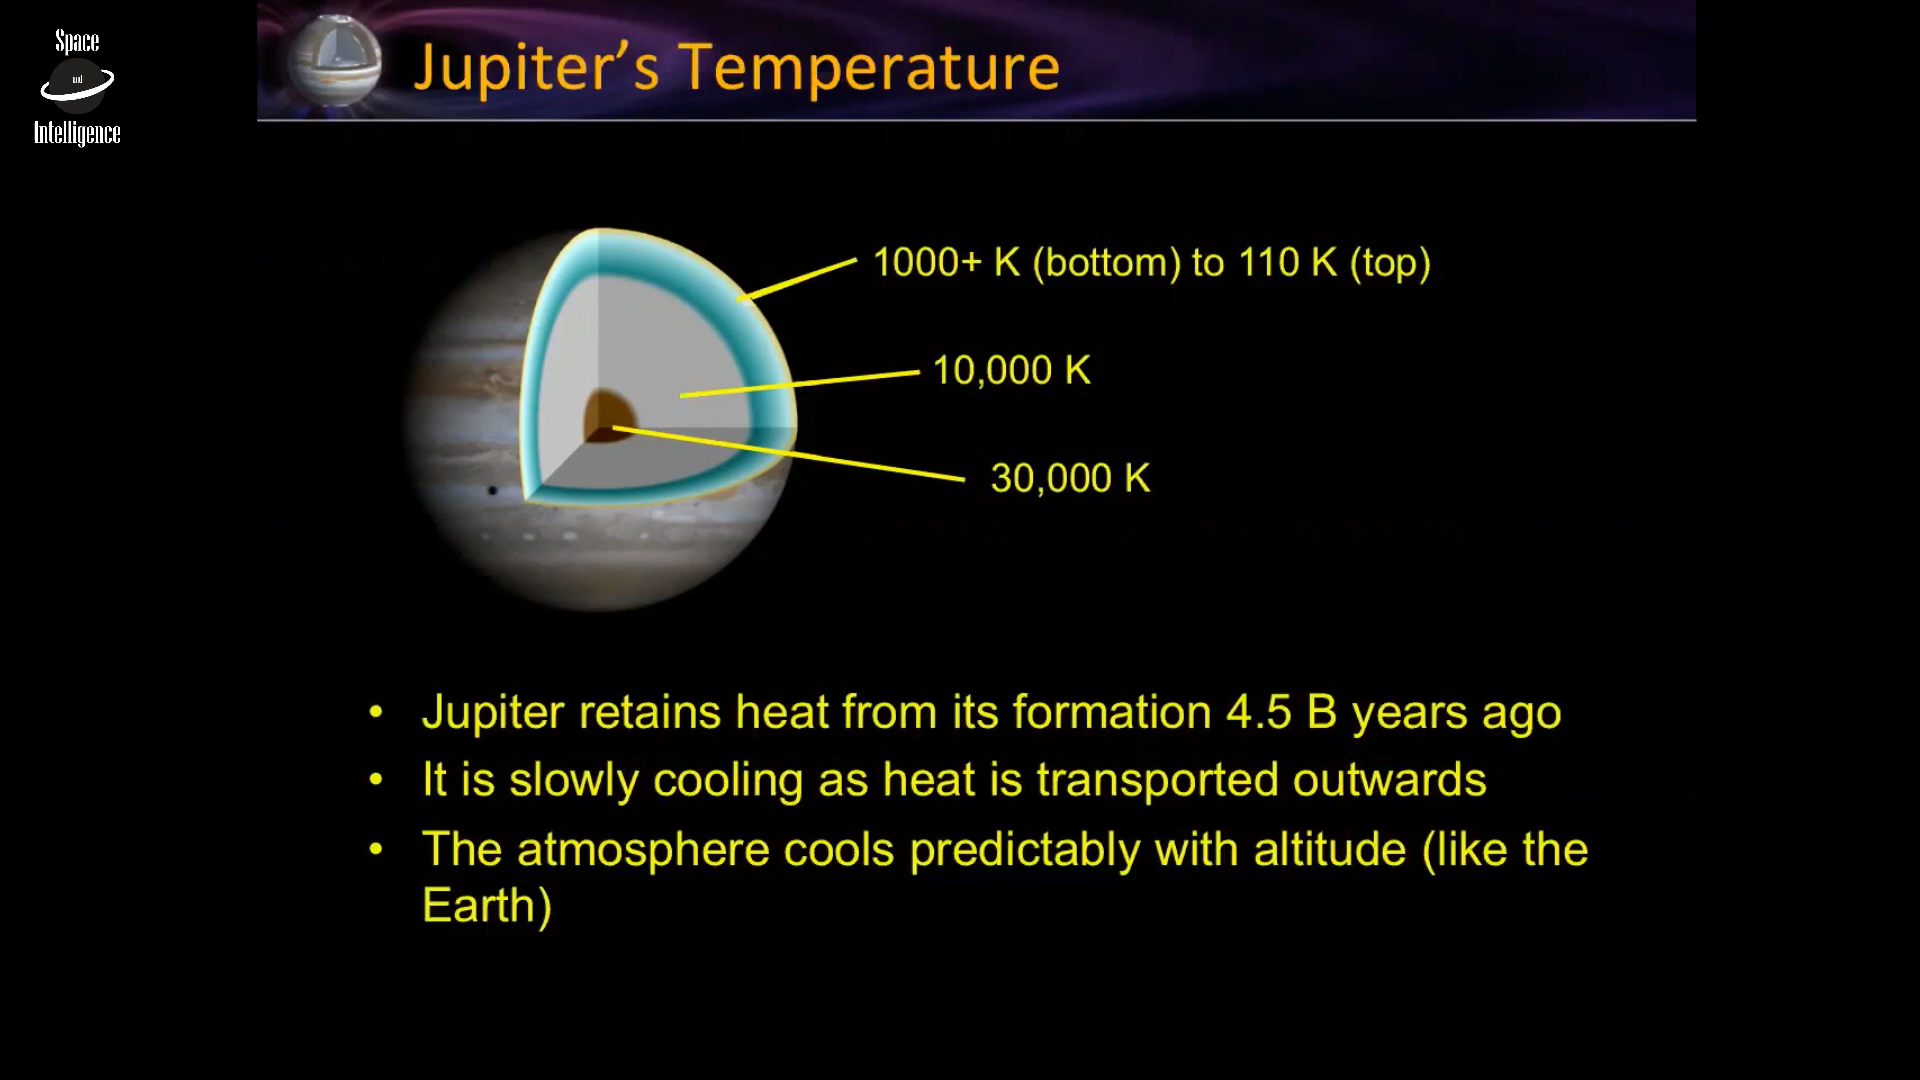 Space
und
Intelligence
Jupiter’s Temperature
1000+ K (bottom) to 110 K (top)
10,000 K
30,000 K
• Jupiter retains heat from its formation 4.5 B years ago
• It is slowly cooling as heat is transported outwards
• The atmosphere cools predictably with altitude (like the
Earth)